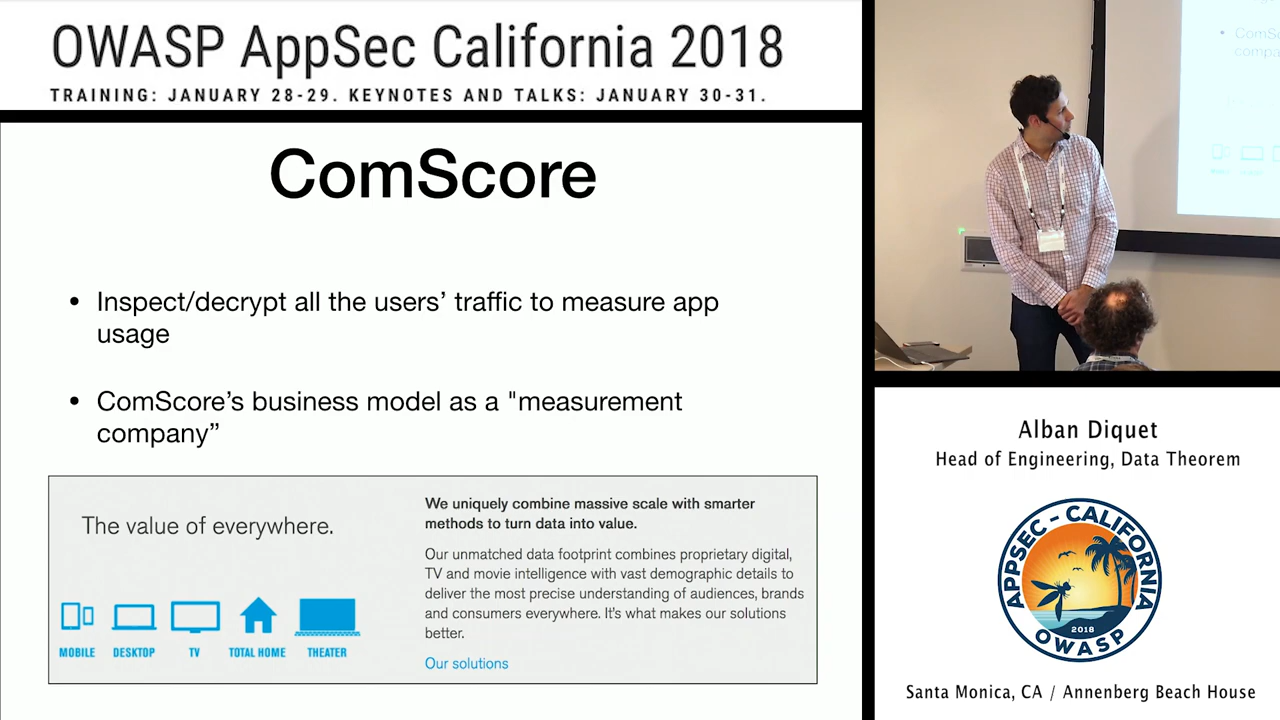 OWASP AppSec California 2018
TRAINING: JANUARY 28-29. KEYNOTES AND TALKS: JANUARY 30-31.
ComScore
• Inspect/decrypt all the users’ traffic to measure app
usage
• ComScore’s business model as a "measurement
company”
The value of everywhere.
MOBILE DESKTOP TV TOTAL HOME THEATER
We uniquely combine massive scale with smarter
methods to turn data into value.
Our unmatched data footprint combines proprietary digital,
TV and movie intelligence with vast demographic details to
deliver the most precise understanding of audiences, brands
and consumers everywhere. It’s what makes our solutions
better.
Our solutions
Alban Diquet
Head of Engineering, Data Theorem
APPSEC - CALIFORNIA
2018
OWASP
Santa Monica, CA / Annenberg Beach House